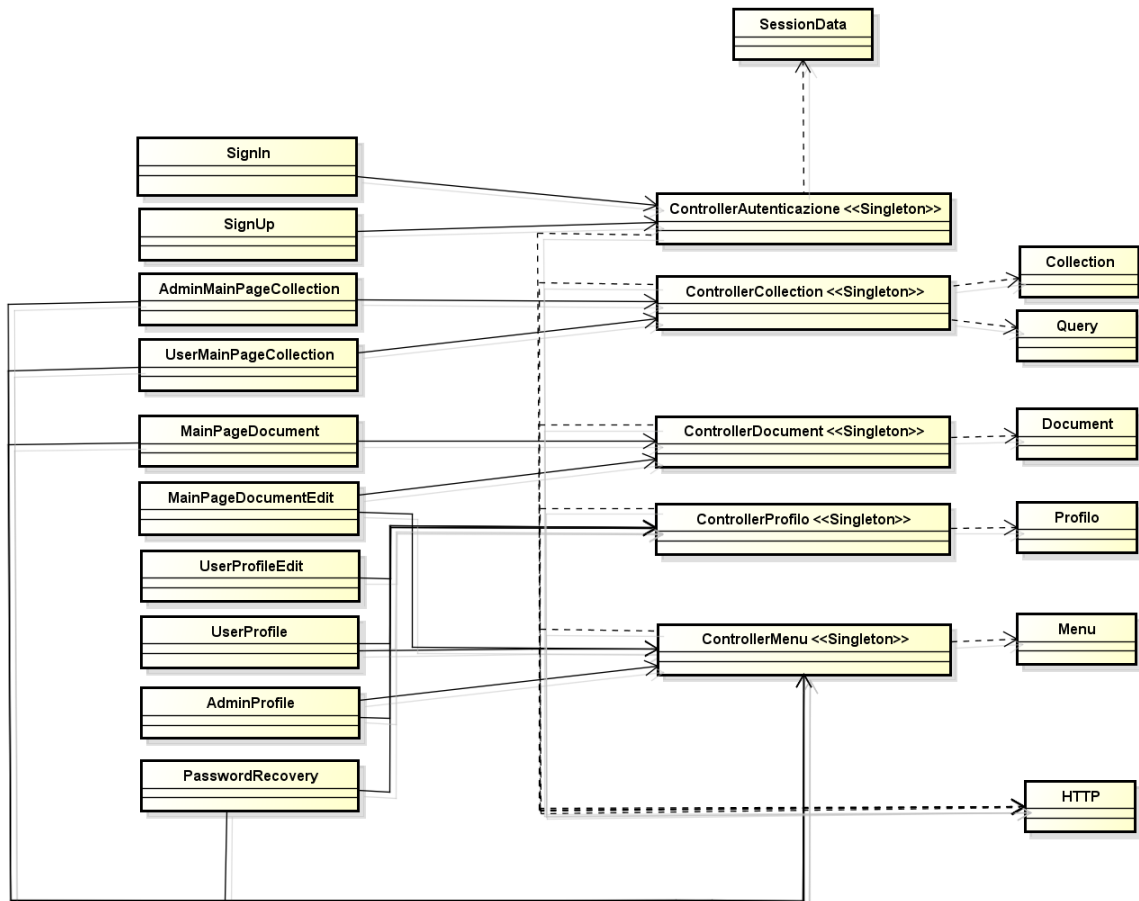 SessionData
SignIn
SignUp
AdminMainPageCollection
UserMainPageCollection
MainPageDocument
MainPageDocumentEdit
UserProfileEdit
UserProfile
AdminProfile
PasswordRecovery
ControllerAutenticazione <<Singleton>>
ControllerCollection <<Singleton>>
ControllerDocument <<Singleton>>
ControllerProfilo <<Singleton>>
ControllerMenu <<Singleton>>
Collection
Query
Document
Profilo
Menu
HTTP